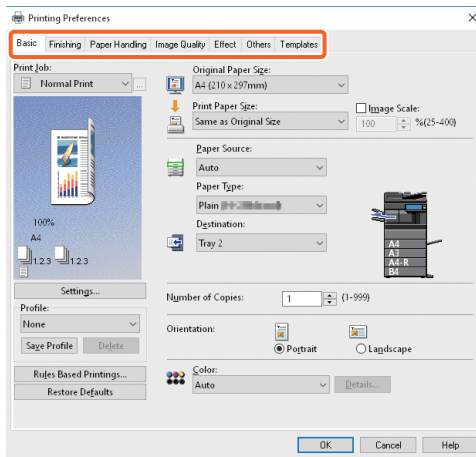 Printing Preferences
Basic Finishing Paper Handling Image Quality Effect Others Templates
Print Job:
Normal Print
...
100%
A4
1.2.3 1.2.3
Settings...
Profile:
None
Save Profile Delete
Rules Based Printings...
Restore Defaults
Original Paper Size:
A4 (210 x 297mm)
Print Paper Size:
Same as Original Size
Image Scale:
100 %(25-400)
Paper Source:
Auto
Paper Type:
Plain
Destination:
Tray 2
A4
A3
A4-R
B4
Number of Copies: 1 (1-999)
Orientation:
Portrait Landscape
Color:
Auto Details...
OK Cancel Help